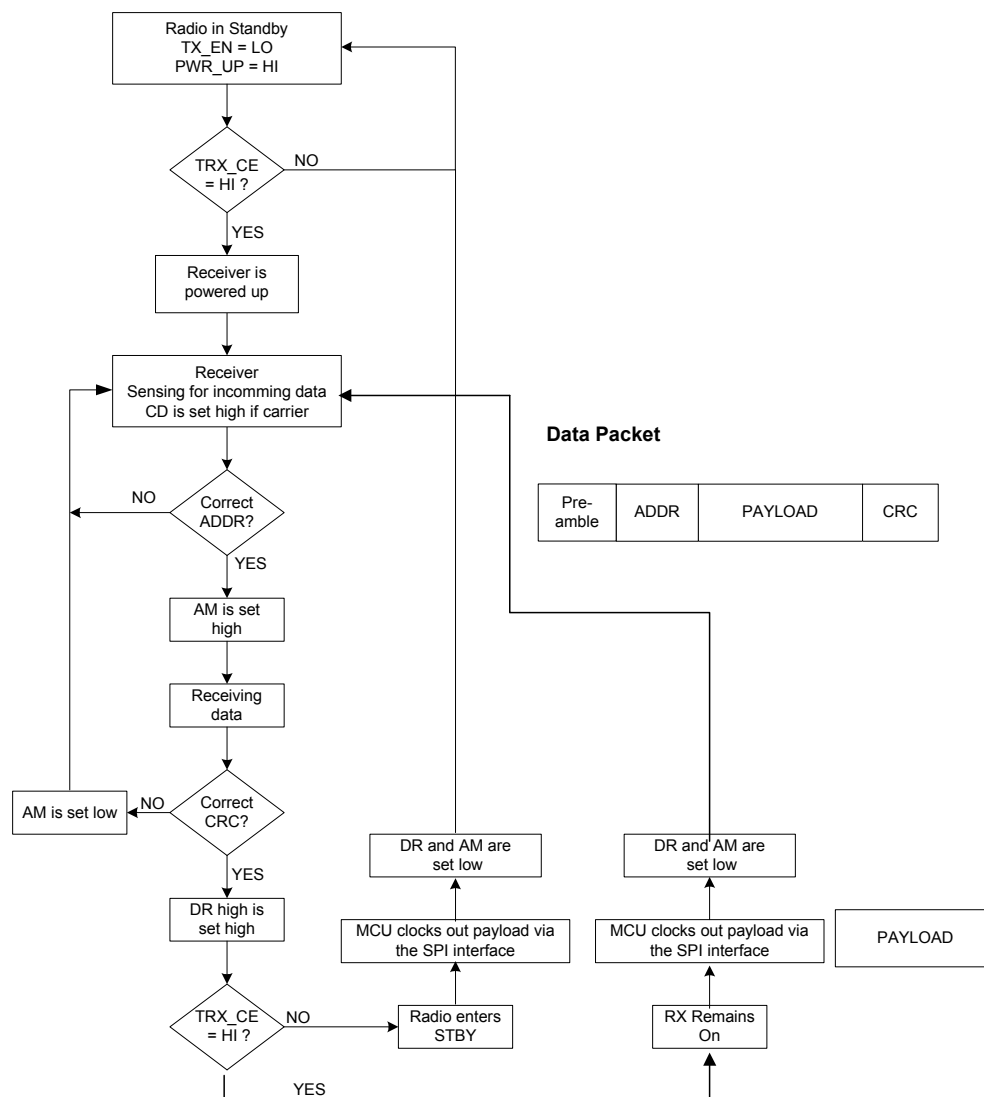 Radio in Standby
TX_EN = LO
PWR_UP = HI
TRX_CE
= HI ?
NO
YES
Receiver is
powered up
Receiver
Sensing for incomming data
CD is set high if carrier
Data Packet
Pre-
amble
ADDR
PAYLOAD
CRC
NO
Correct
ADDR?
YES
AM is set
high
Receiving
data
AM is set low
NO
Correct
CRC?
YES
DR and AM are
set low
DR and AM are
set low
DR high is
set high
MCU clocks out payload via
the SPI interface
MCU clocks out payload via
the SPI interface
PAYLOAD
TRX_CE
= HI ?
NO
Radio enters
STBY
RX Remains
On
YES